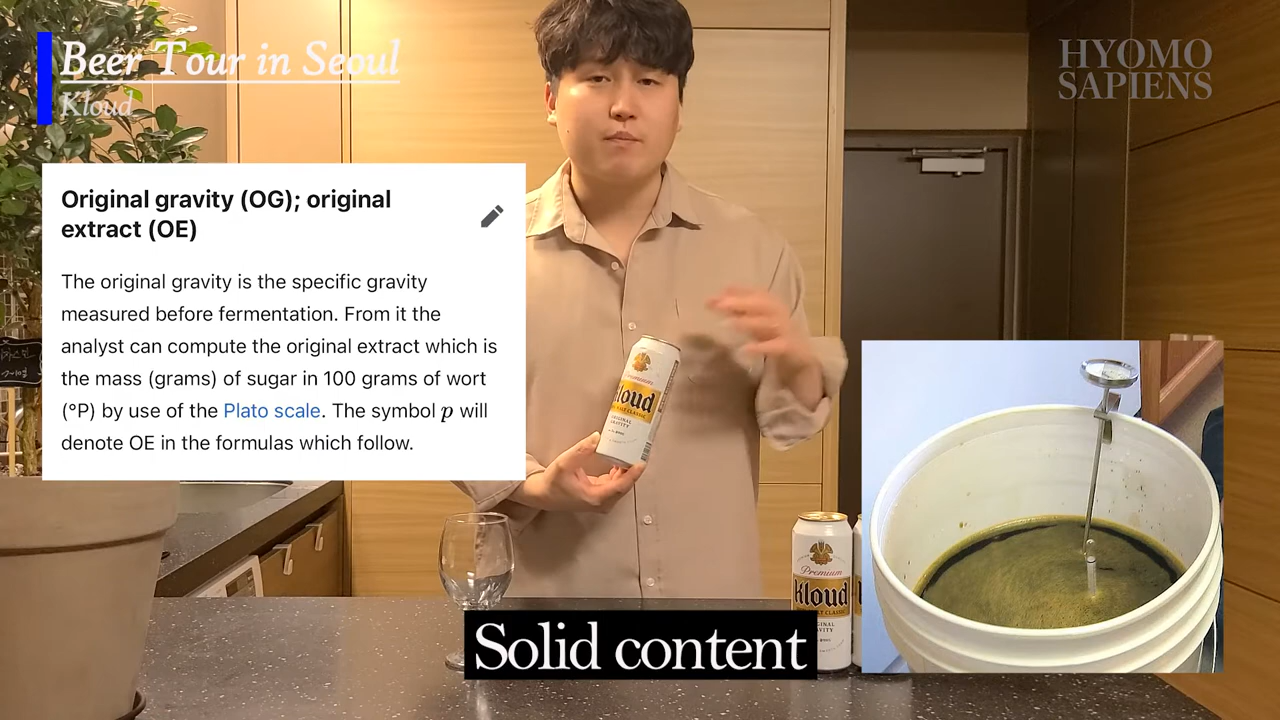 Beer Tour in Seoul
Kloud
HYOMO
SAPIENS
Original gravity (OG); original
extract (OE)
The original gravity is the specific gravity
measured before fermentation. From it the
analyst can compute the original extract which is
the mass (grams) of sugar in 100 grams of wort
(°P) by use of the Plato scale. The symbol p will
denote OE in the formulas which follow.
kloud
ORIGINAL
GRAVITY
Premium
kloud
Solid content